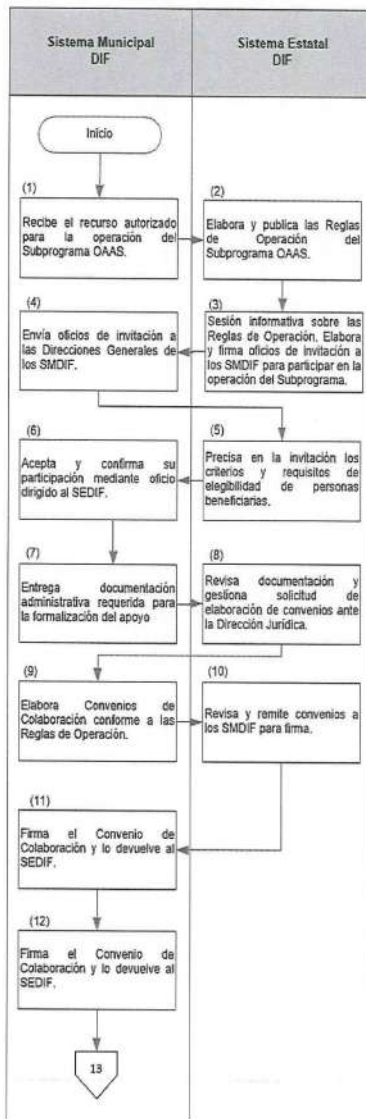 Sistema Municipal
DIF
Sistema Estatal
DIF
Inicio
(1)
Recibe el recurso autorizado
para la operación del
Subprograma OAAS.
(2)
Elabora y publica las Reglas
de Operación del
Subprograma OAAS.
(4)
Envía oficios de invitación a
las Direcciones Generales de
los SMDIF.
(3)
Sesión informativa sobre las
Reglas de Operación. Elabora
y firma oficios de invitación a
los SMDIF para participar en la
operación del Subprograma.
(6)
Acepta y confirma su
participación mediante oficio
dirigido al SEDIF.
(5)
Precisa en la invitación los
criterios y requisitos de
elegibilidad de personas
beneficiarias.
(7)
Entrega documentación
administrativa requerida para
la formalización del apoyo
(8)
Revisa documentación y
gestiona solicitud de
elaboración de convenios ante
la Dirección Jurídica.
(9)
Elabora Convenios de
Colaboración conforme a las
Reglas de Operación.
(10)
Revisa y remite convenios a
los SMDIF para firma.
(11)
Firma el Convenio de
Colaboración y lo devuelve al
SEDIF.
(12)
Firma el Convenio de
Colaboración y lo devuelve al
SEDIF.
13